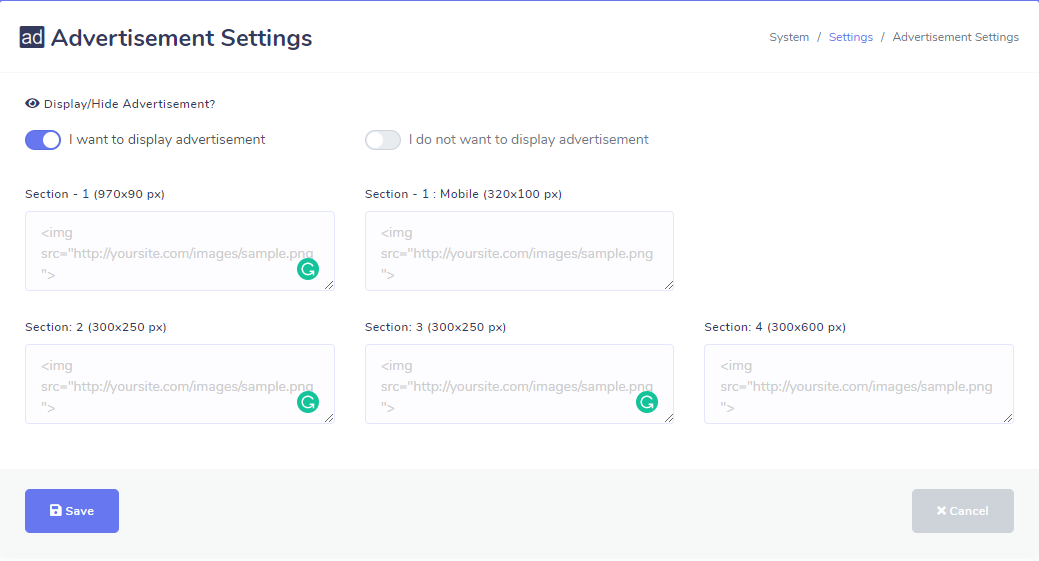 ad Advertisement Settings
System / Settings / Advertisement Settings
Display/Hide Advertisement?
I want to display advertisement
I do not want to display advertisement
Section - 1 (970x90 px)
Section - 1 : Mobile (320x100 px)
<img
src="http://yoursite.com/images/sample.png
">
<img
src="http://yoursite.com/images/sample.png
">
Section: 2 (300x250 px)
Section: 3 (300x250 px)
Section: 4 (300x600 px)
<img
src="http://yoursite.com/images/sample.png
">
<img
src="http://yoursite.com/images/sample.png
">
<img
src="http://yoursite.com/images/sample.png
">
Save
Cancel